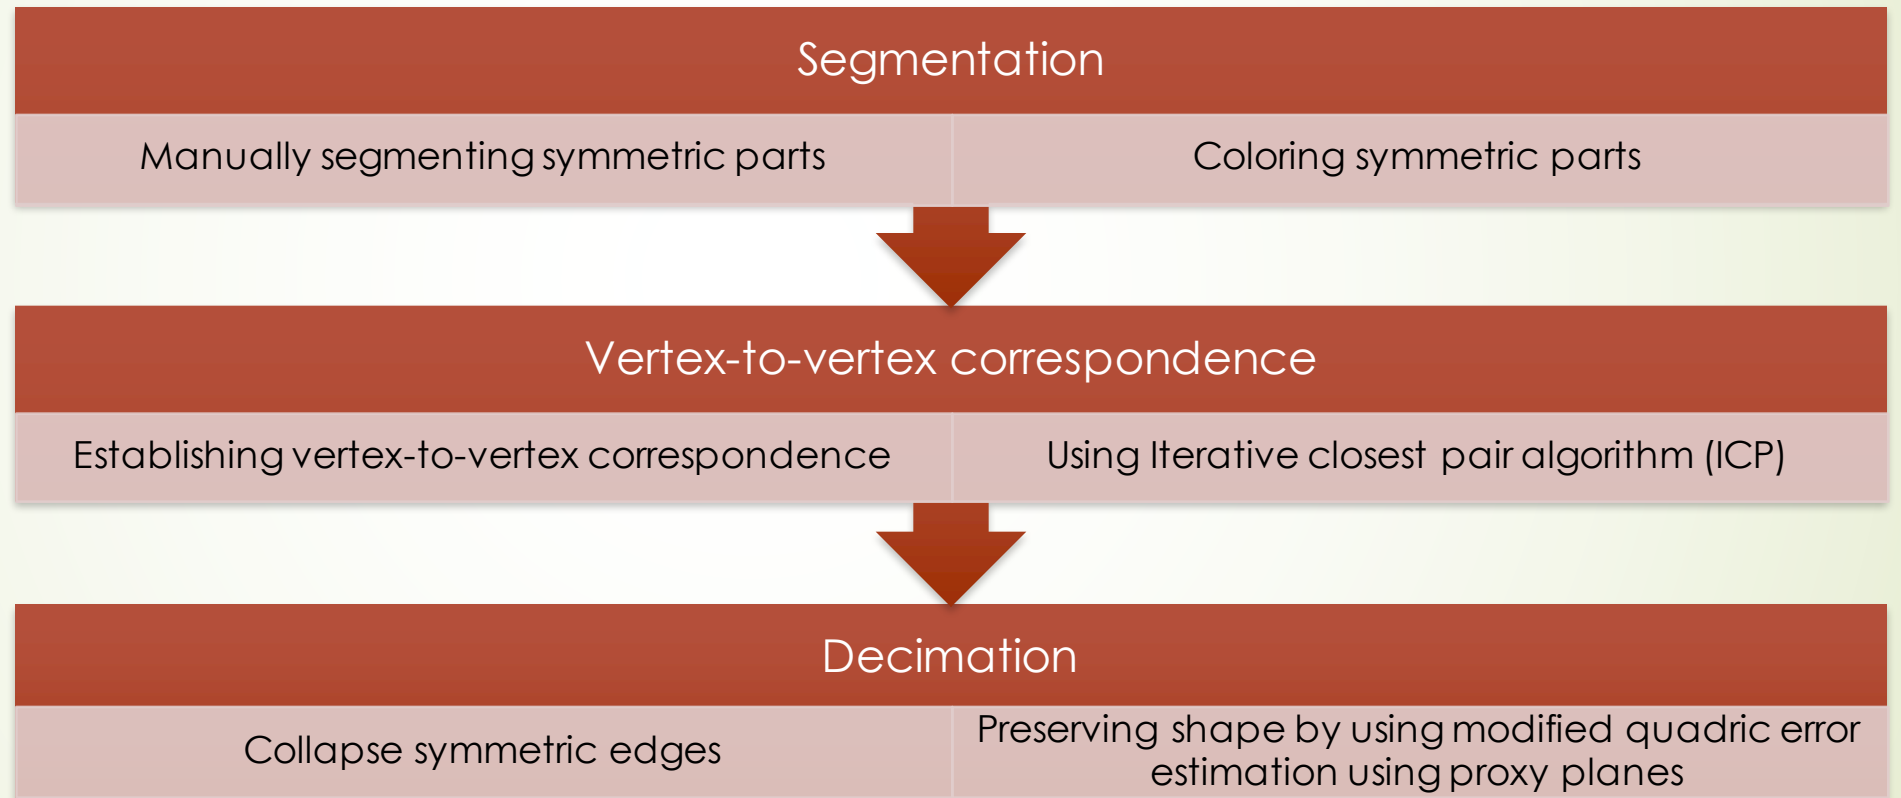 Segmentation
Manually segmenting symmetric parts
Coloring symmetric parts
Vertex-to-vertex correspondence
Establishing vertex-to-vertex correspondence
Using Iterative closest pair algorithm (ICP)
Decimation
Collapse symmetric edges
Preserving shape by using modified quadric error
estimation using proxy planes